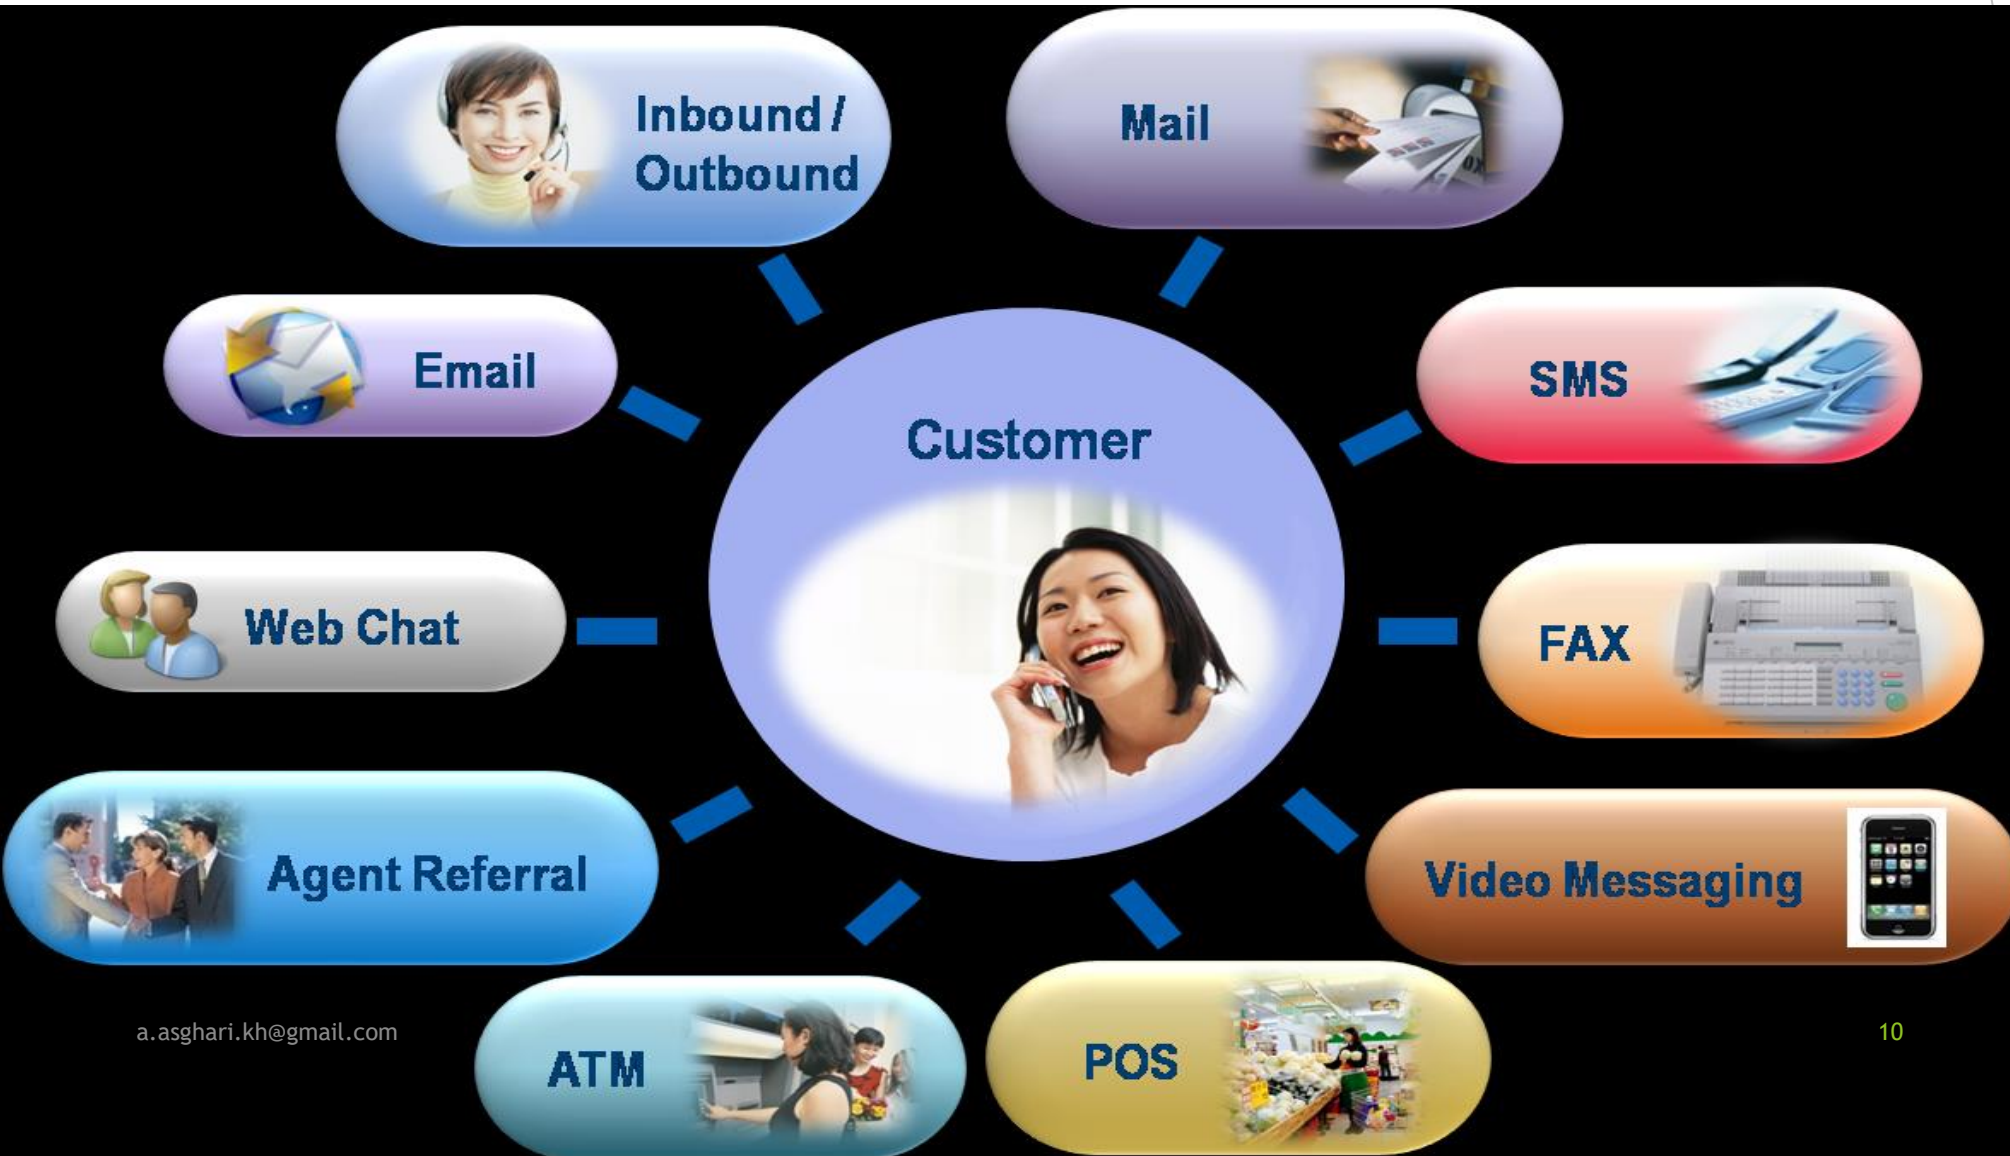 Inbound /
Outbound
Mail
Email
SMS
Customer
Web Chat
FAX
Agent Referral
Video Messaging
a.asghari.kh@gmail.com
10
ATM
POS